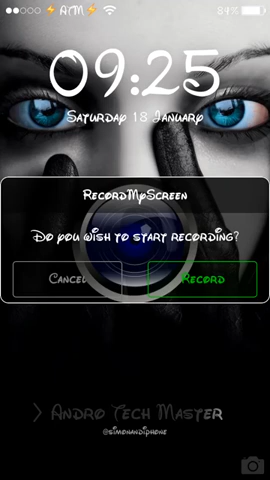 ⚡ ATM⚡ 84%
09:25
Saturday 18 January
RecordMyScreen
Do you wish to start recording?
Cancel Record
> Andro Tech Master
@simonandiphone